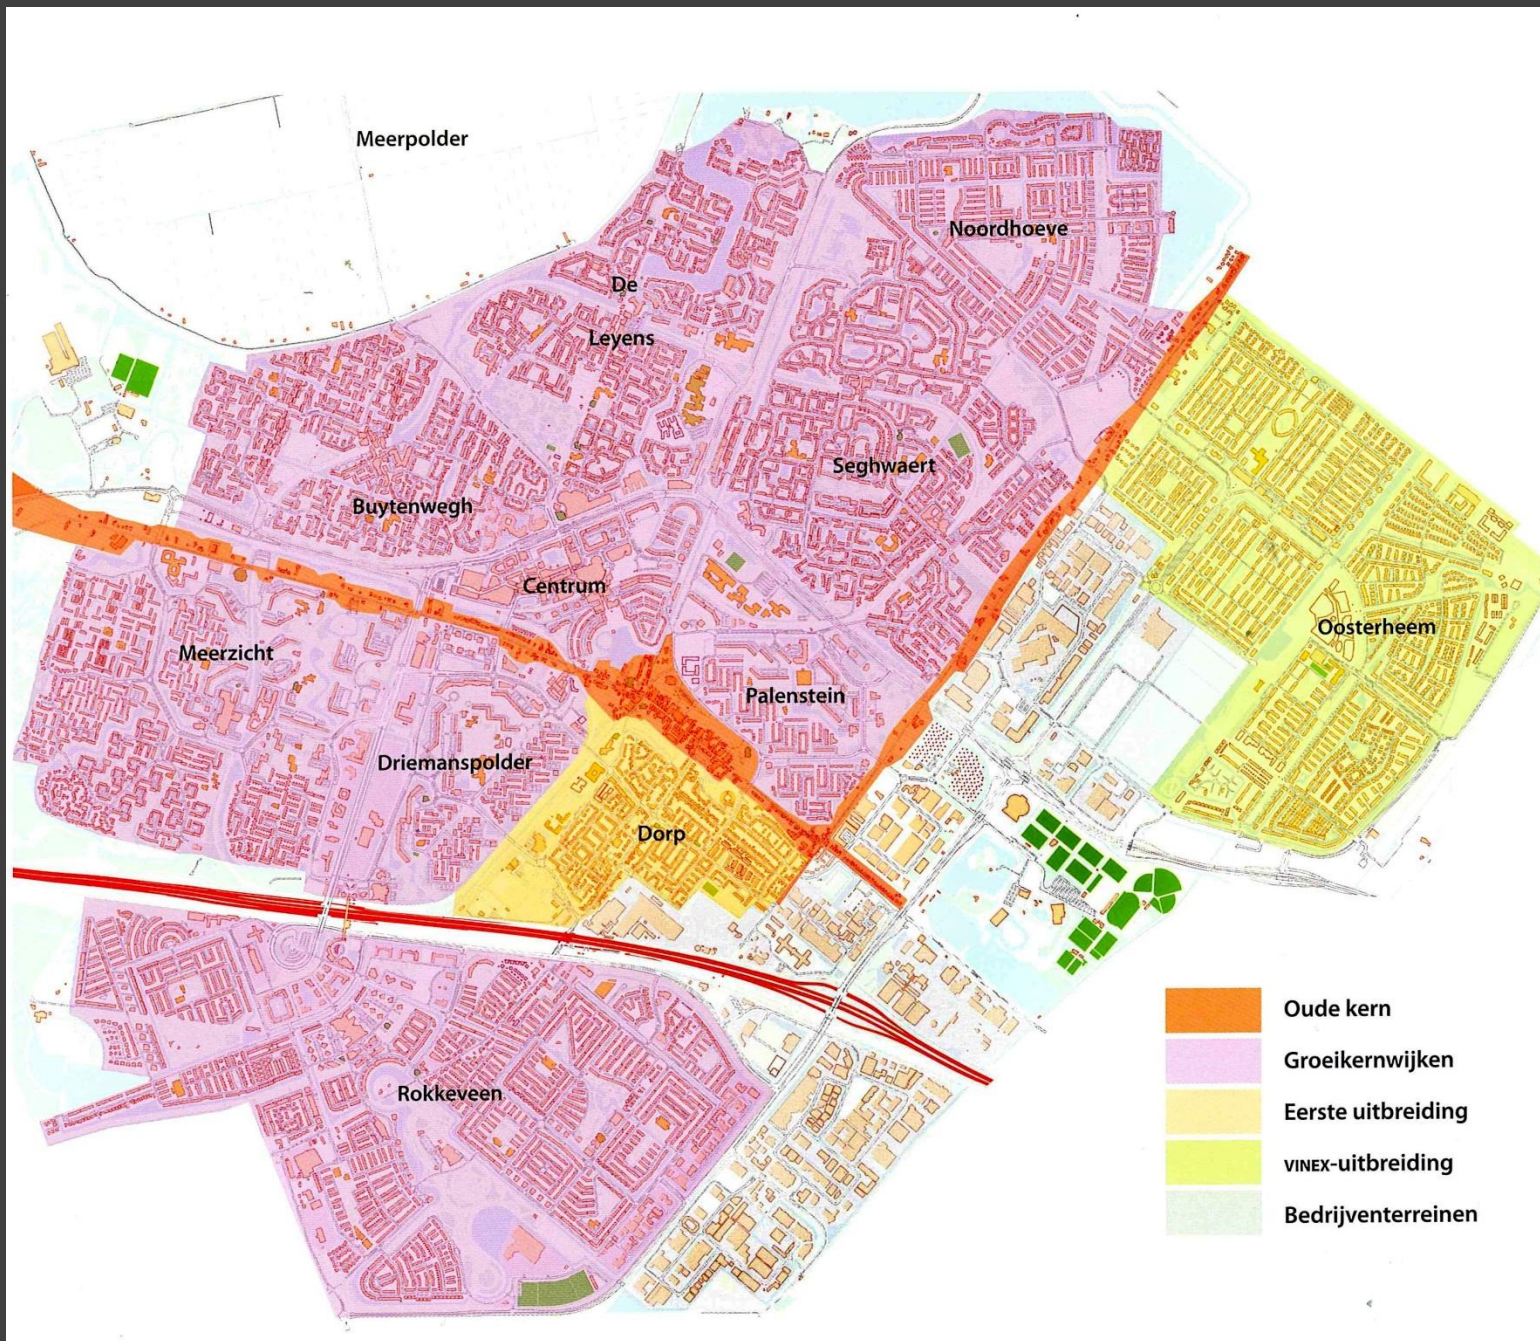 Meerpolder
Noordhoeve
De
Leyens
Seghwaert
Buytenwegh
Centrum
Oosterheem
Meerzicht
Palenstein
Driemanspolder
Dorp
Rokkeveen
Oude kern
Groeikernwijken
Eerste uitbreiding
VINEX-uitbreiding
Bedrijventerreinen